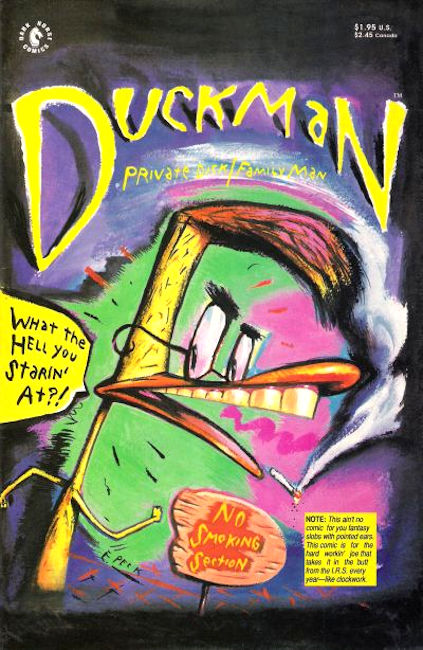 DARK HORSE
COMICS
$1.95 U.S.
$2.45 Canada
DUCKMAN
TM
PRIVATE DICK/FAMILY MAN
WHAT THE
HELL YOU
STARIN'
AT?!
NO
SMOKING
SECTION
E. PECK
NOTE: This ain't no
comic for you fantasy
slobs with pointed ears.
This comic is for the
hard workin' joe that
takes it in the butt
from the I.R.S. every
year—like clockwork.